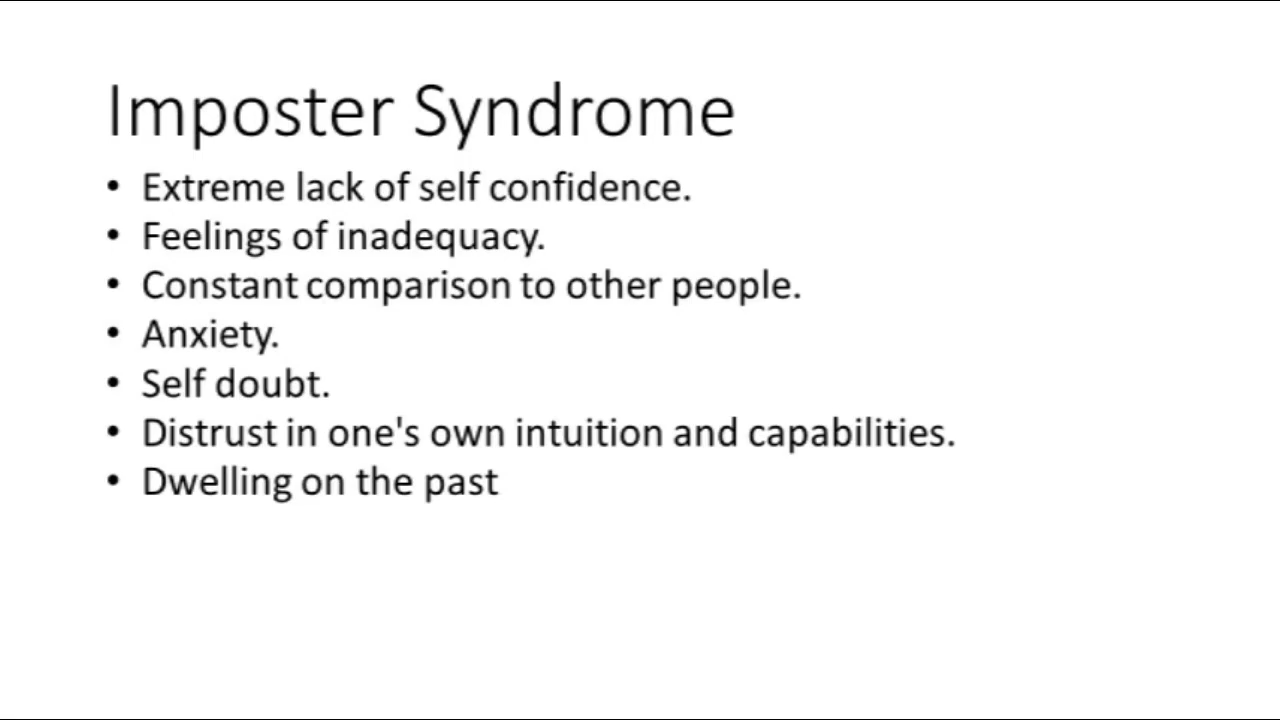 Imposter Syndrome
• Extreme lack of self confidence.
• Feelings of inadequacy.
• Constant comparison to other people.
• Anxiety.
• Self doubt.
• Distrust in one's own intuition and capabilities.
• Dwelling on the past